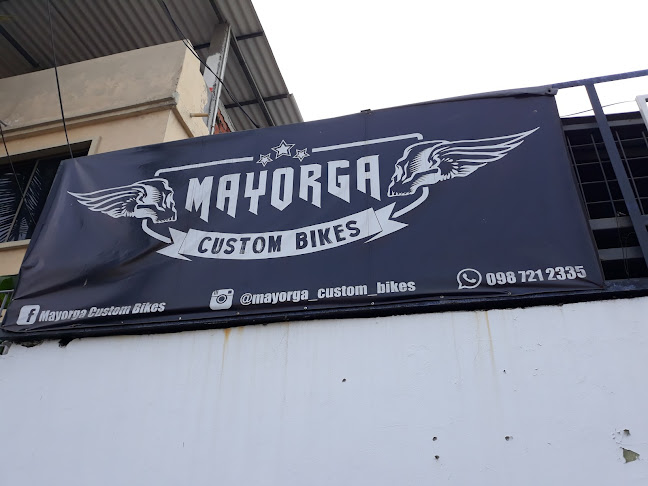 MAYORGA
CUSTOM BIKES
Mayorga Custom Bikes
@mayorga_custom_bikes
098 721 2335